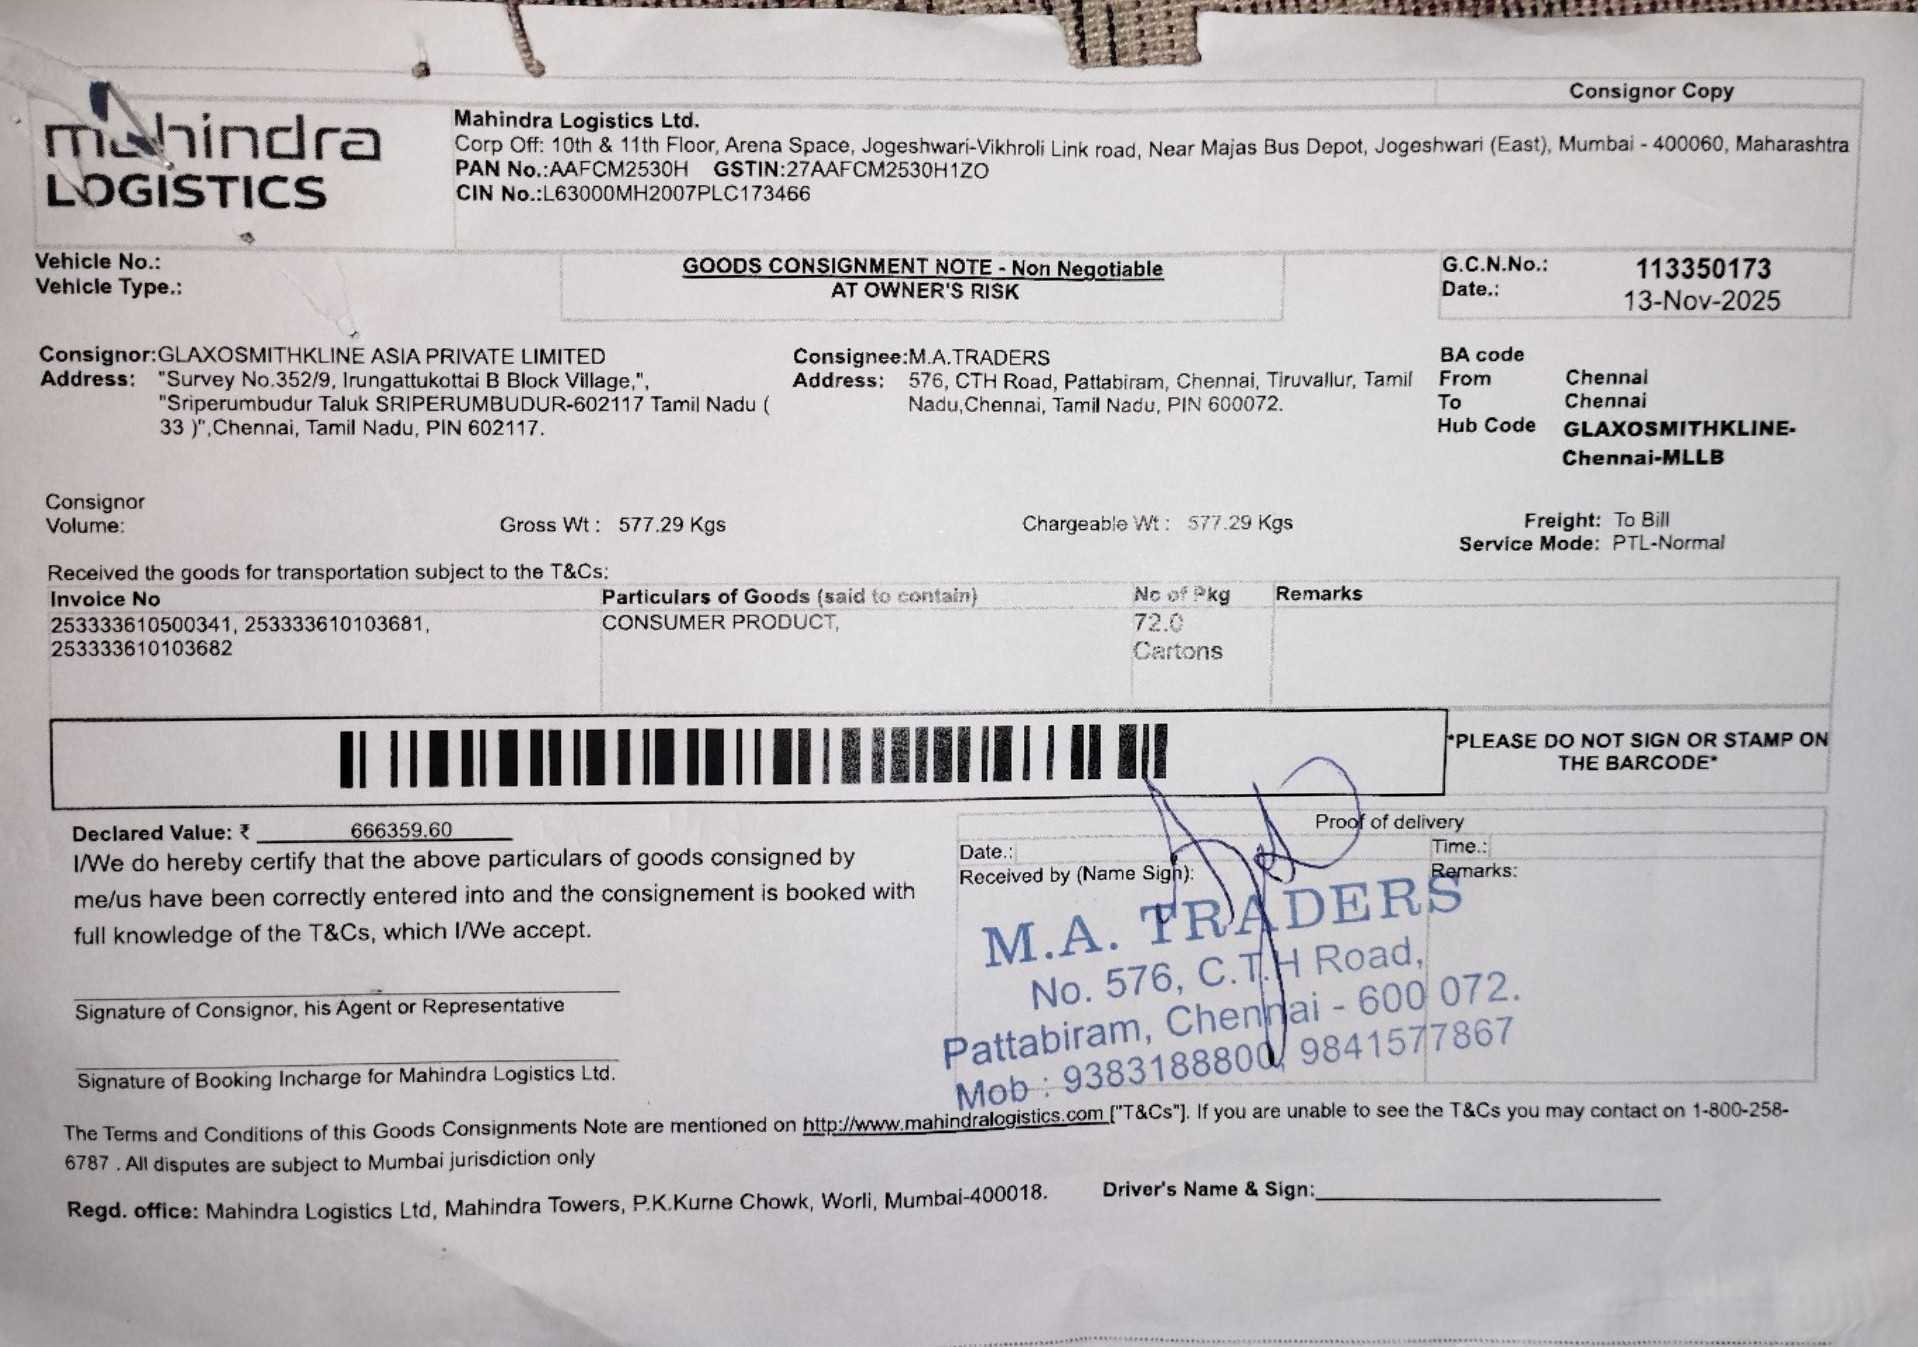 Consignor Copy
mahindra
LOGISTICS
Mahindra Logistics Ltd.
Corp Off: 10th & 11th Floor, Arena Space, Jogeshwari-Vikhroli Link road, Near Majas Bus Depot, Jogeshwari (East), Mumbai - 400060, Maharashtra
PAN No.:AAFCM2530H GSTIN:27AAFCM2530H1ZO
CIN No.:L63000MH2007PLC173466
Vehicle No.:
Vehicle Type.:
GOODS CONSIGNMENT NOTE - Non Negotiable
AT OWNER'S RISK
G.C.N.No.: 113350173
Date.: 13-Nov-2025
Consignor:GLAXOSMITHKLINE ASIA PRIVATE LIMITED
Address: "Survey No.352/9, Irungattukottai B Block Village,",
"Sriperumbudur Taluk SRIPERUMBUDUR-602117 Tamil Nadu (
33 )",Chennai, Tamil Nadu, PIN 602117.
Consignee:M.A.TRADERS
Address: 576, CTH Road, Pattabiram, Chennai, Tiruvallur, Tamil
Nadu,Chennai, Tamil Nadu, PIN 600072.
BA code
From Chennai
To Chennai
Hub Code GLAXOSMITHKLINE-
Chennai-MLLB
Consignor
Volume:
Gross Wt : 577.29 Kgs
Chargeable Wt : 577.29 Kgs
Freight: To Bill
Service Mode: PTL-Normal
Received the goods for transportation subject to the T&Cs:
Invoice No Particulars of Goods (said to contain) No of Pkg Remarks
253333610500341, 253333610103681, CONSUMER PRODUCT, 72.0
253333610103682 Cartons
*PLEASE DO NOT SIGN OR STAMP ON
THE BARCODE*
Declared Value: ₹ 666359.60
I/We do hereby certify that the above particulars of goods consigned by
me/us have been correctly entered into and the consignement is booked with
full knowledge of the T&Cs, which I/We accept.
Signature of Consignor, his Agent or Representative
Signature of Booking Incharge for Mahindra Logistics Ltd.
Proof of delivery
Date.: Time.:
Received by (Name Sign): Remarks:
M.A. TRADERS
No. 576, C.T.H Road,
Pattabiram, Chennai - 600 072.
Mob : 9383188800, 9841577867
The Terms and Conditions of this Goods Consignments Note are mentioned on http://www.mahindralogistics.com ["T&Cs"]. If you are unable to see the T&Cs you may contact on 1-800-258-
6787 . All disputes are subject to Mumbai jurisdiction only
Regd. office: Mahindra Logistics Ltd, Mahindra Towers, P.K.Kurne Chowk, Worli, Mumbai-400018.
Driver's Name & Sign: